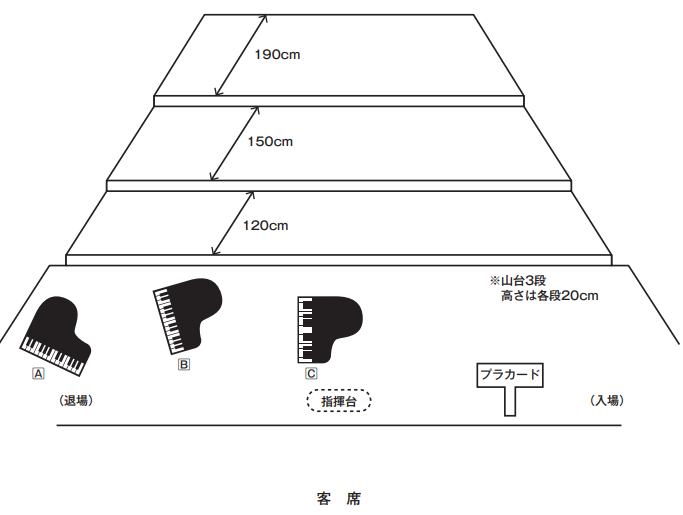 190cm
150cm
120cm
※山台3段
高さは各段20cm
A
B
C
プラカード
（退場）
指揮台
（入場）
客 席